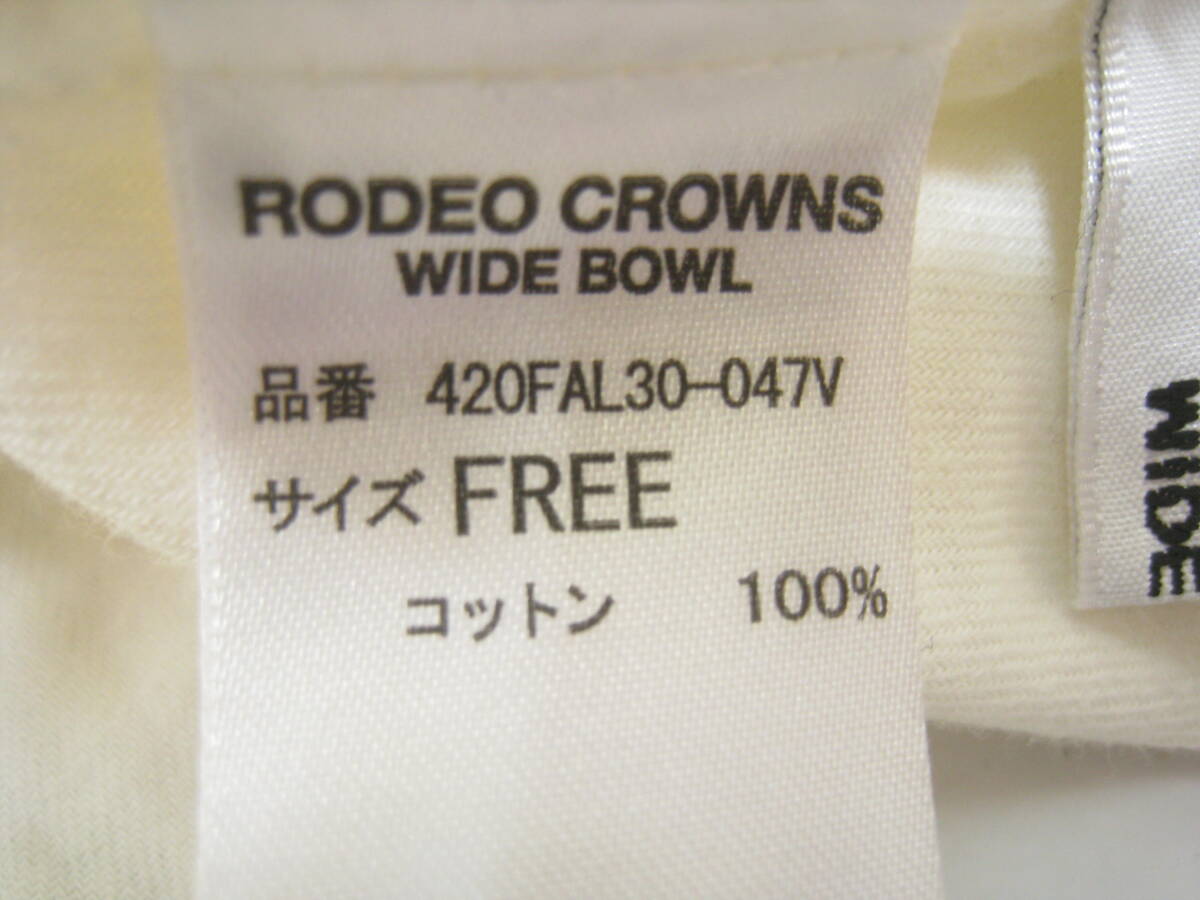 RODEO CROWNS
WIDE BOWL
品番 420FAL30-047V
サイズ FREE
コットン 100%
WIDE